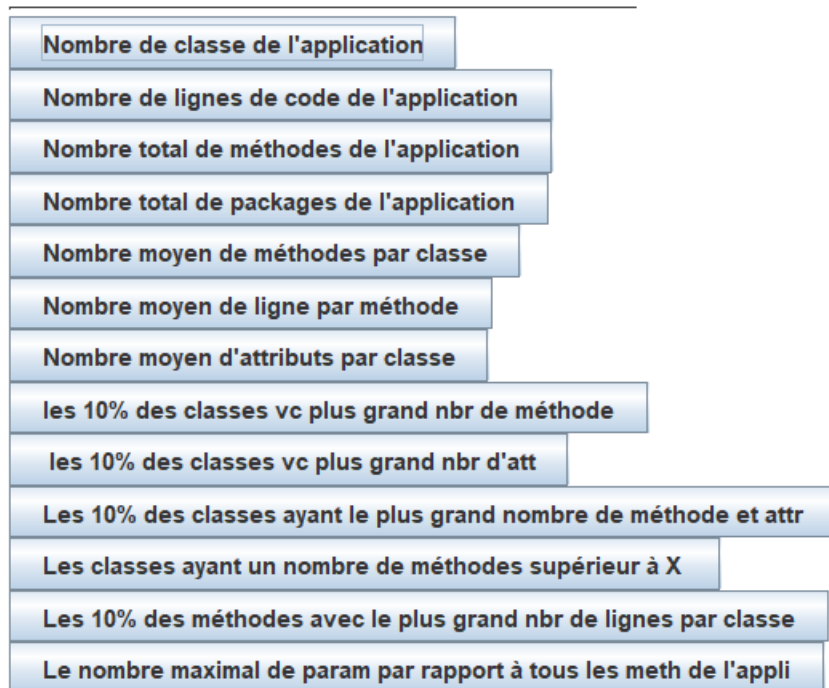 Nombre de classe de l'application
Nombre de lignes de code de l'application
Nombre total de méthodes de l'application
Nombre total de packages de l'application
Nombre moyen de méthodes par classe
Nombre moyen de ligne par méthode
Nombre moyen d'attributs par classe
les 10% des classes vc plus grand nbr de méthode
les 10% des classes vc plus grand nbr d'att
Les 10% des classes ayant le plus grand nombre de méthode et attr
Les classes ayant un nombre de méthodes supérieur à X
Les 10% des méthodes avec le plus grand nbr de lignes par classe
Le nombre maximal de param par rapport à tous les meth de l'appli